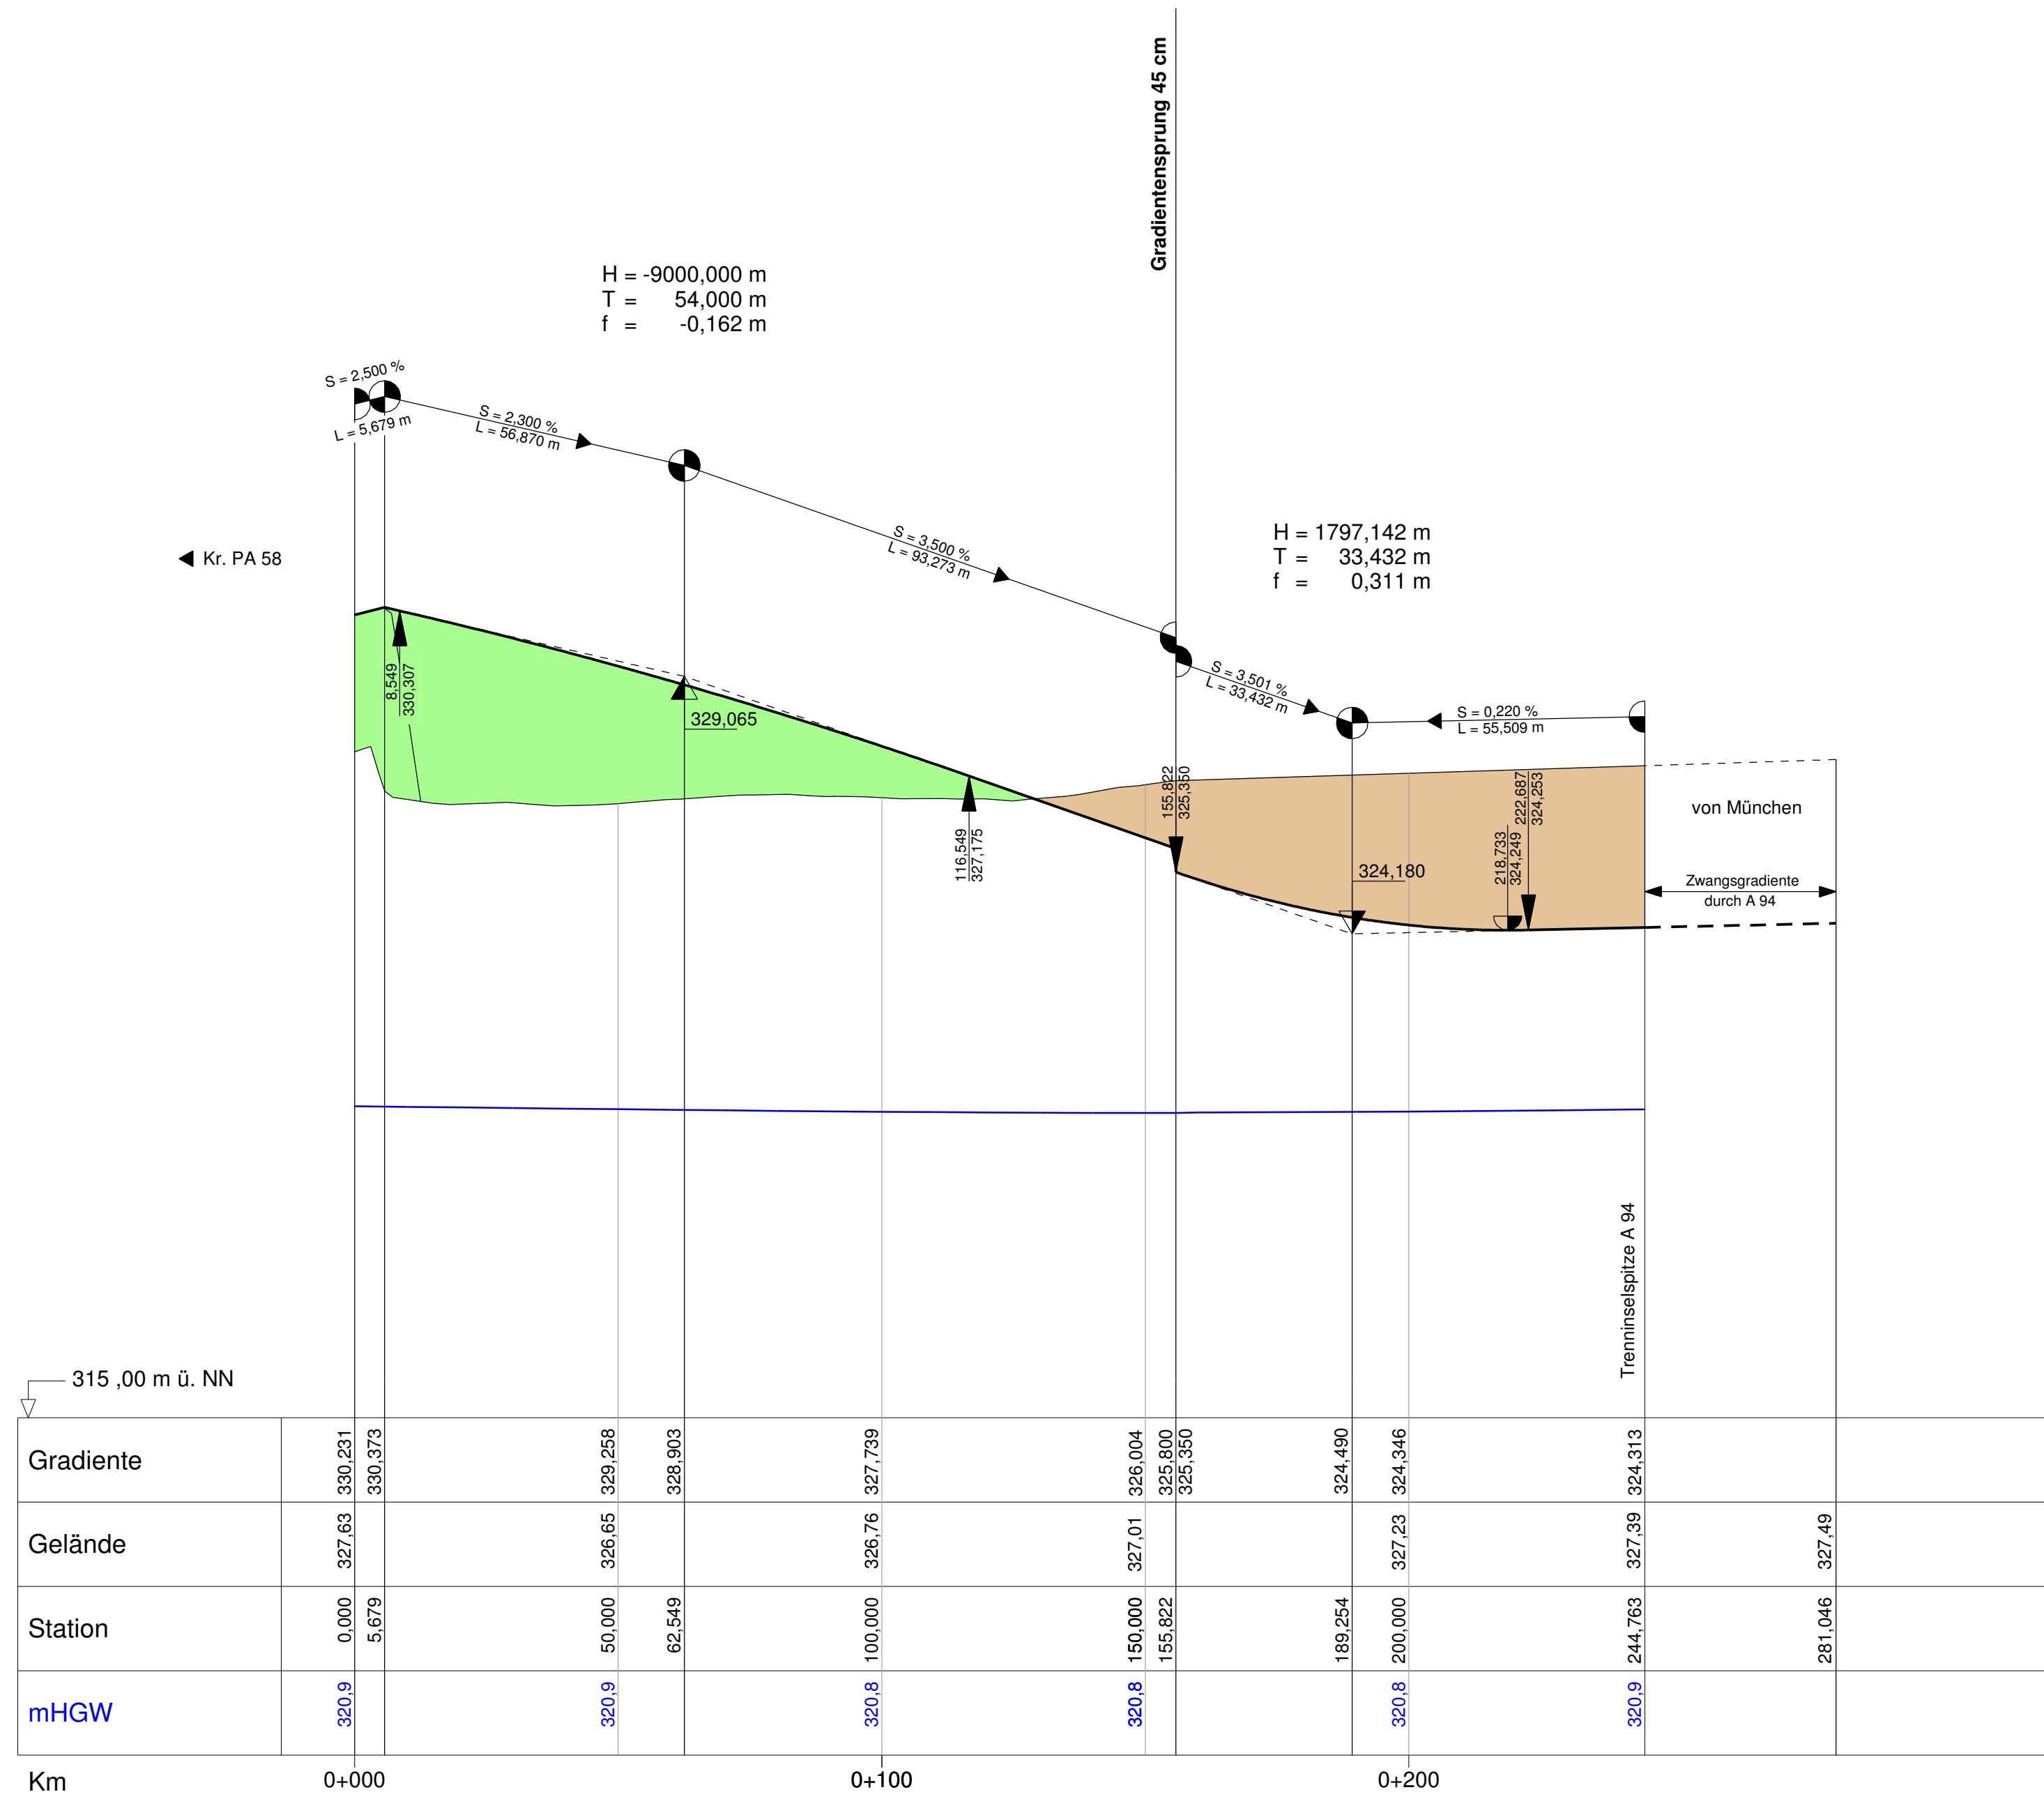 Gradientensprung 45 cm
H = -9000,000 m
T = 54,000 m
f = -0,162 m
S = 2,500 %
L = 5,679 m
S = 2,300 %
L = 56,870 m
S = 3,500 %
L = 93,273 m
H = 1797,142 m
T = 33,432 m
f = 0,311 m
Kr. PA 58
S = 3,501 %
L = 33,432 m
S = 0,220 %
L = 55,509 m
8,549
330,307
329,065
116,549
327,175
155,822
325,350
324,180
218,733
324,249
222,687
324,253
von München
Zwangsgradiente
durch A 94
Trenninselspitze A 94
315 ,00 m ü. NN
Gradiente 330,231 330,373 329,258 328,903 327,739 326,004 325,800 325,350 324,490 324,346 324,313
Gelände 327,63 326,65 326,76 327,01 327,23 327,39 327,49
Station 0,000 5,679 50,000 62,549 100,000 150,000 155,822 189,254 200,000 244,763 281,046
mHGW 320,9 320,9 320,8 320,8 320,8 320,9
Km 0+000 0+100 0+200